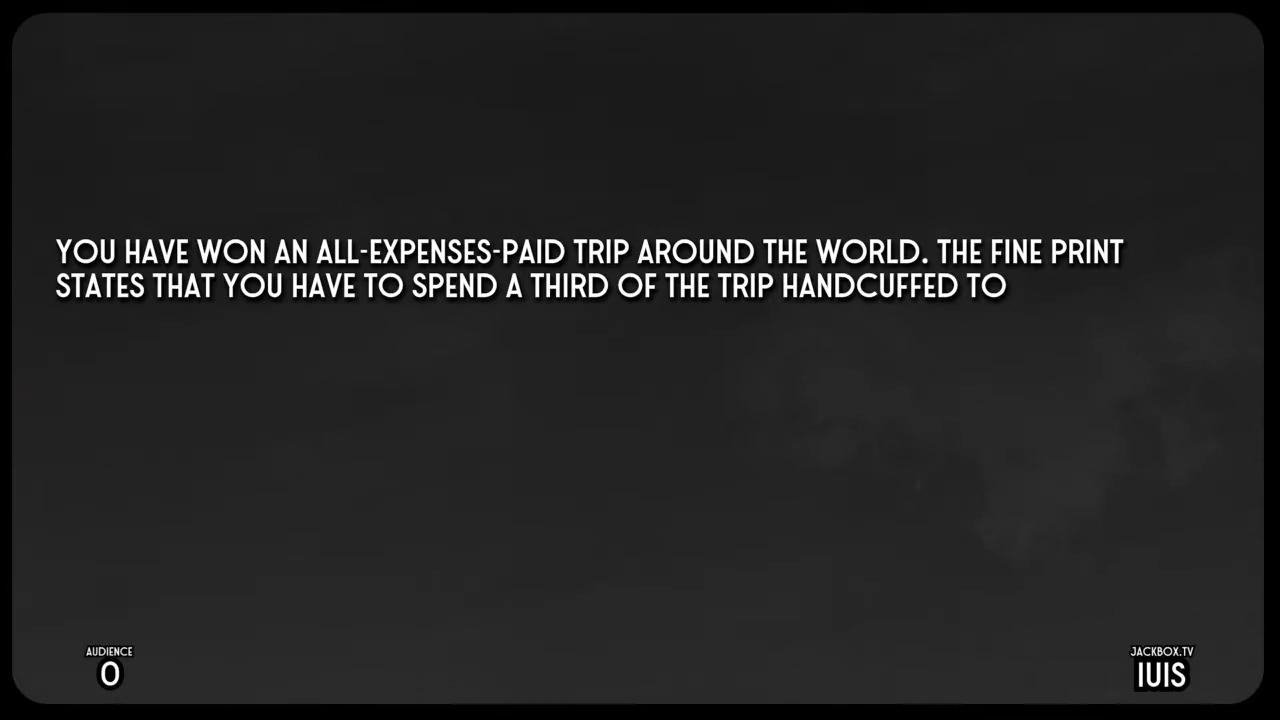 YOU HAVE WON AN ALL-EXPENSES-PAID TRIP AROUND THE WORLD. THE FINE PRINT
STATES THAT YOU HAVE TO SPEND A THIRD OF THE TRIP HANDCUFFED TO
AUDIENCE
0
JACKBOX.TV
IUIS